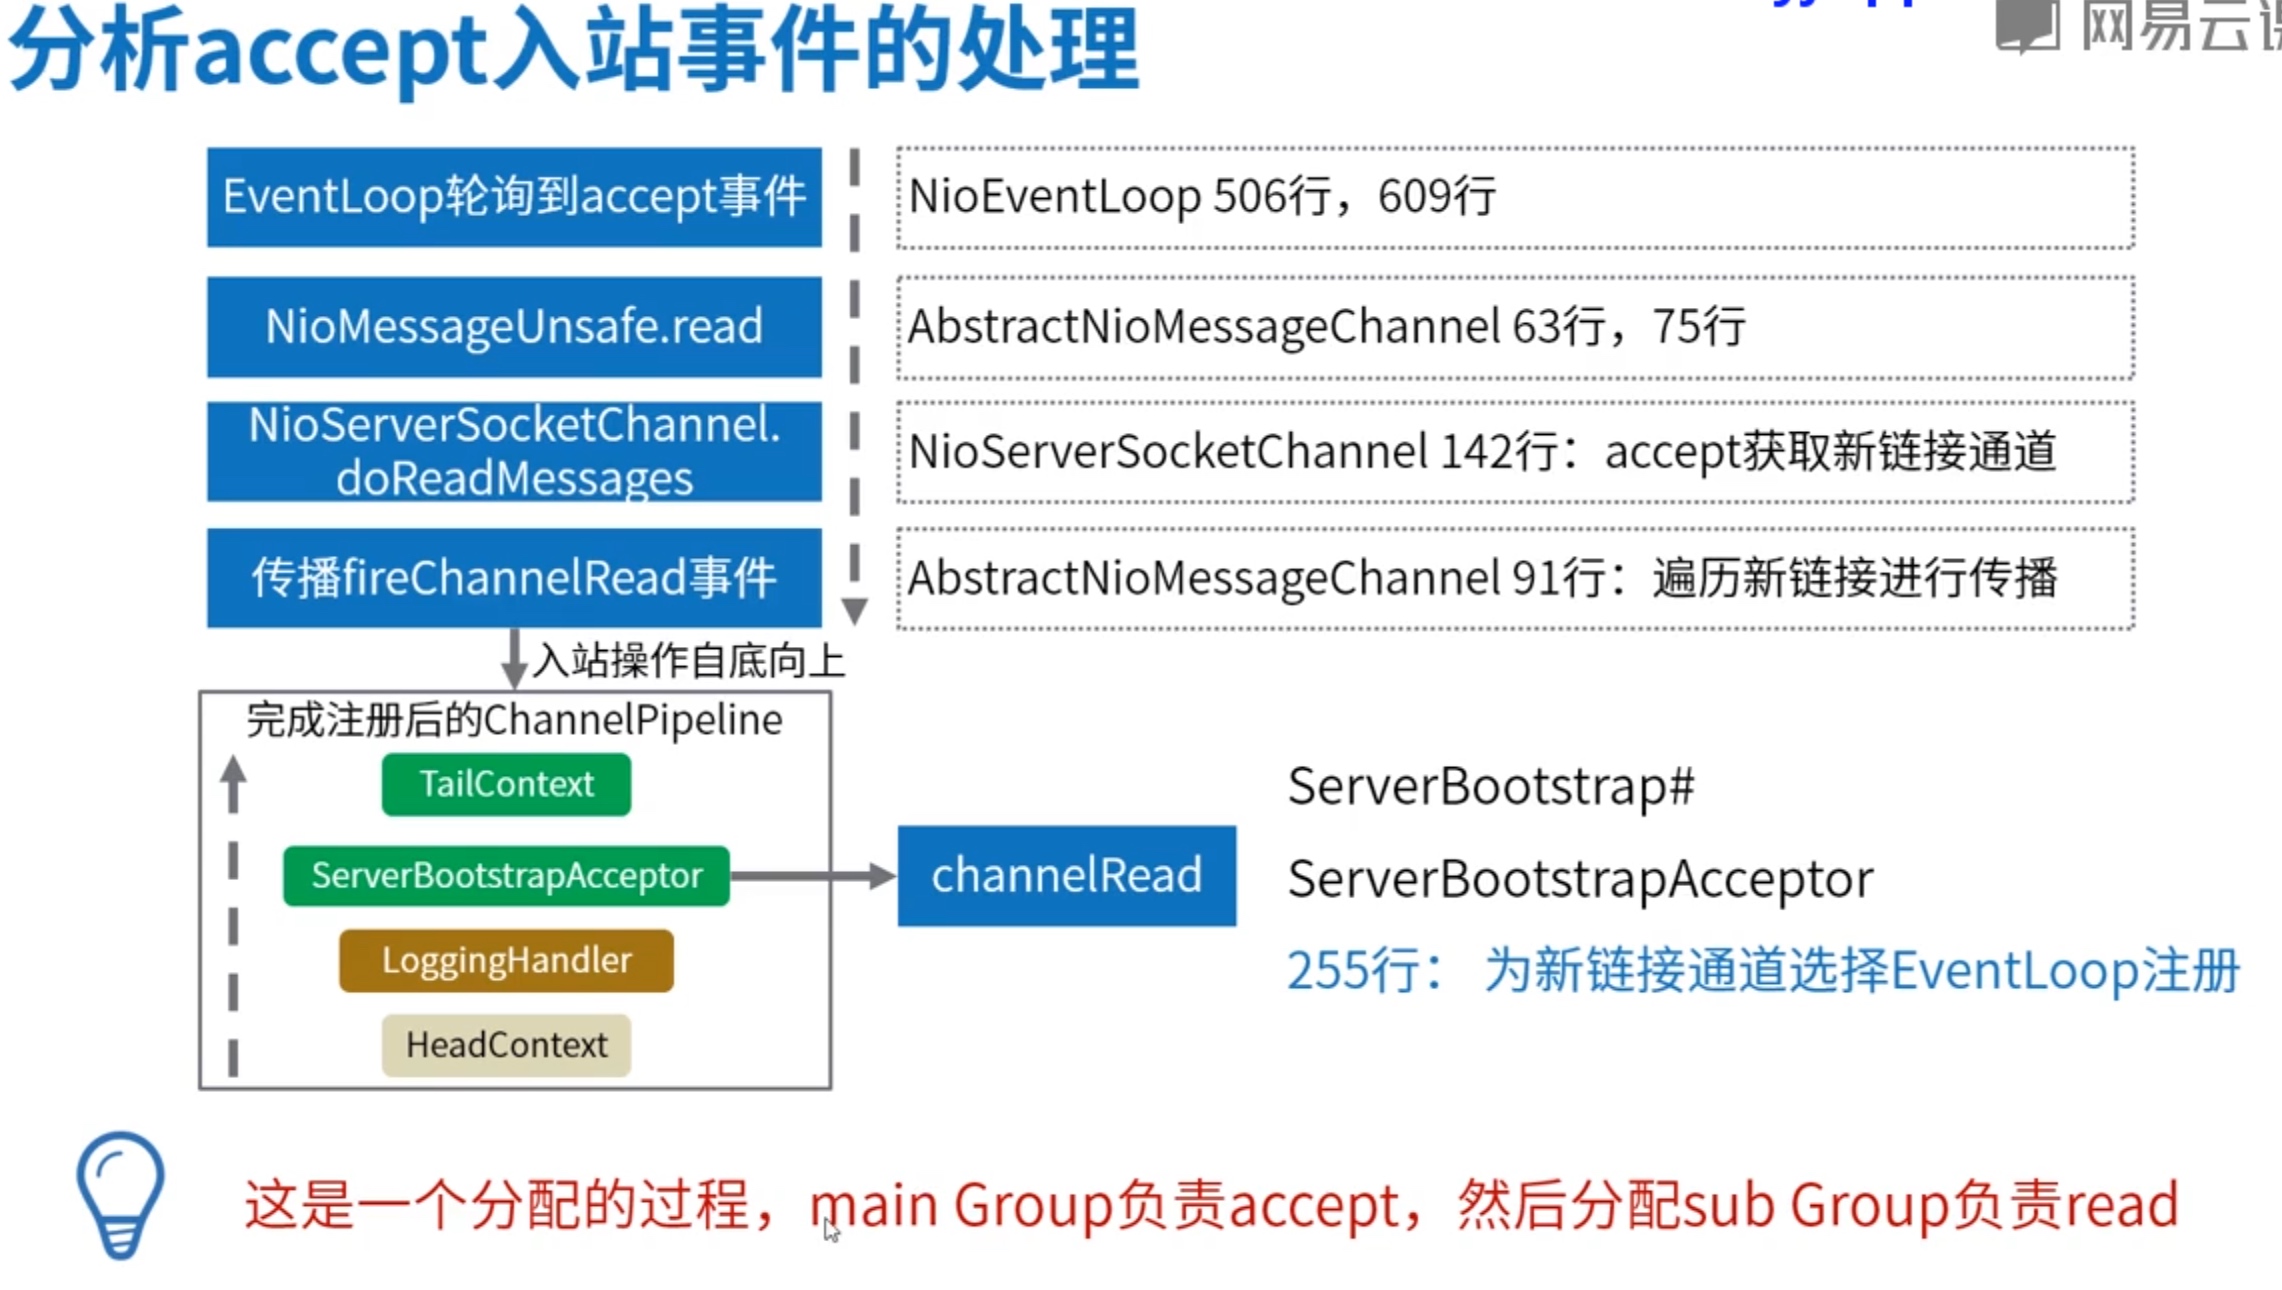 分析accept入站事件的处理
网易云课
EventLoop轮询到accept事件
NioEventLoop 506行，609行
NioMessageUnsafe.read
AbstractNioMessageChannel 63行，75行
NioServerSocketChannel.
doReadMessages
NioServerSocketChannel 142行：accept获取新链接通道
传播fireChannelRead事件
AbstractNioMessageChannel 91行：遍历新链接进行传播
入站操作自底向上
完成注册后的ChannelPipeline
TailContext
ServerBootstrapAcceptor
LoggingHandler
HeadContext
channelRead
ServerBootstrap#
ServerBootstrapAcceptor
255行： 为新链接通道选择EventLoop注册
这是一个分配的过程，main Group负责accept，然后分配sub Group负责read